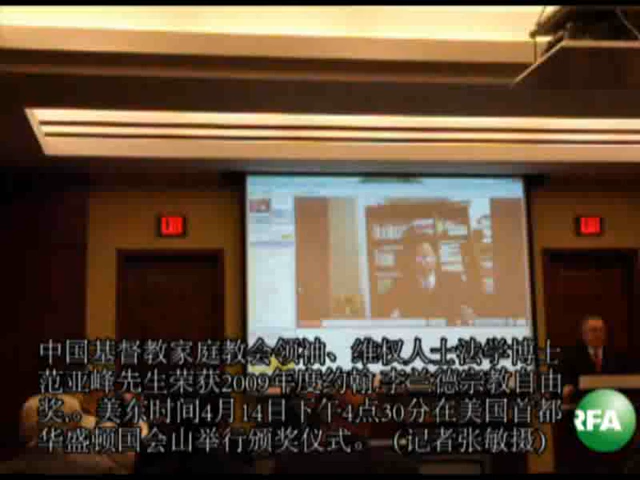 中国基督教家庭教会领袖、维权人士法学博士
范亚峰先生荣获2009年度约翰.李兰德宗教自由
奖。。美东时间4月14日下午4点30分在美国首都
华盛顿国会山举行颁奖仪式。（记者张敏摄）
RFA